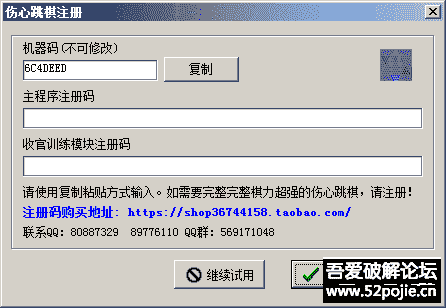 伤心跳棋注册
机器码(不可修改)
6C4DEED
复制
主程序注册码
收官训练模块注册码
请使用复制粘贴方式输入。如需要完整完整棋力超强的伤心跳棋，请注册！
注册码购买地址: https://shop36744158.taobao.com/
联系QQ: 80887329 89776110 QQ群: 569171048
继续试用
吾爱破解论坛
www.52pojie.cn